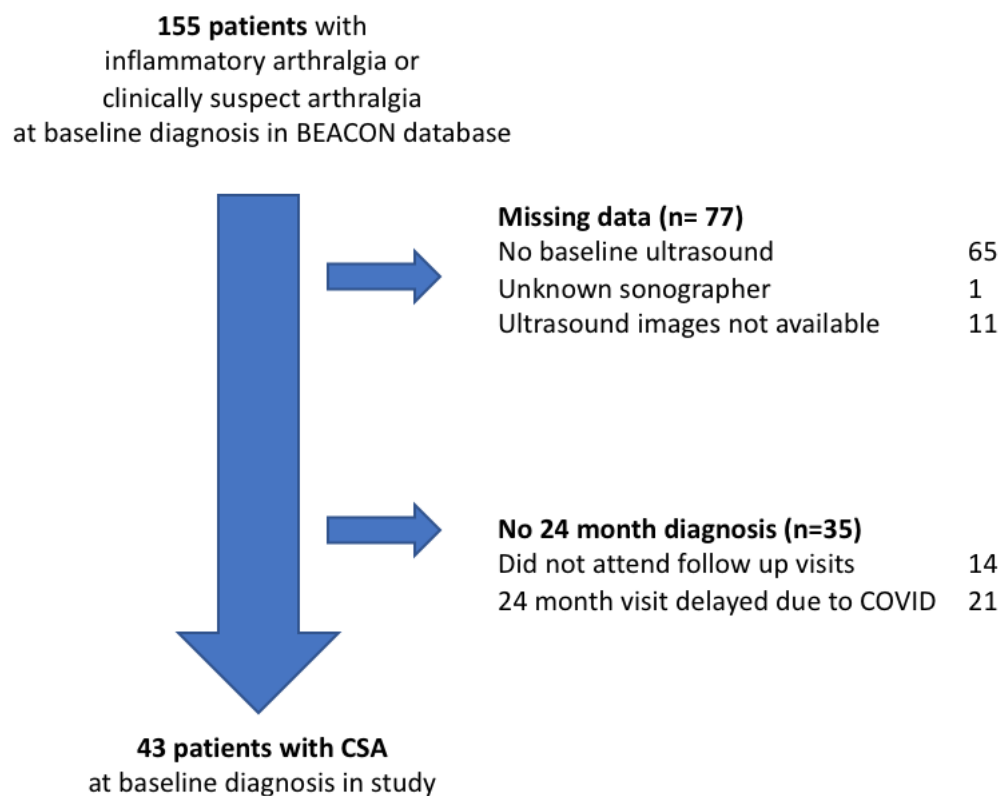 155 patients with
inflammatory arthralgia or
clinically suspect arthralgia
at baseline diagnosis in BEACON database
Missing data (n= 77)
No baseline ultrasound 65
Unknown sonographer 1
Ultrasound images not available 11
No 24 month diagnosis (n=35)
Did not attend follow up visits 14
24 month visit delayed due to COVID 21
43 patients with CSA
at baseline diagnosis in study